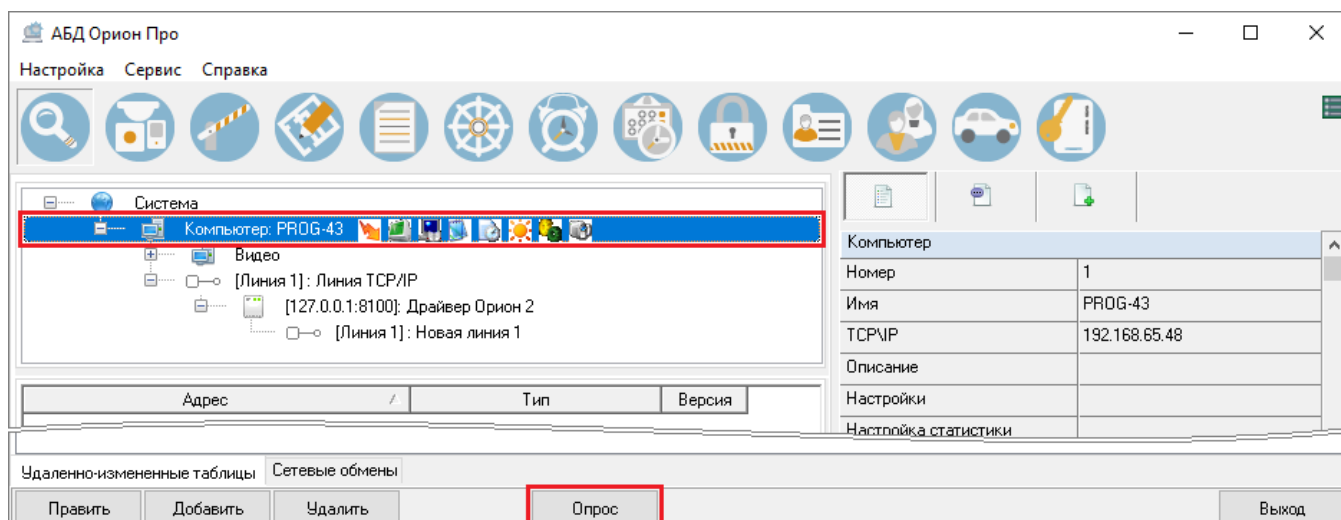 АБД Орион Про
Настройка Сервис Справка
Система
Компьютер: PROG-43
Видео
[Линия 1] : Линия TCP/IP
[127.0.0.1:8100]: Драйвер Орион 2
[Линия 1] : Новая линия 1
Адрес Тип Версия
Компьютер
Номер 1
Имя PROG-43
TCP\IP 192.168.65.48
Описание
Настройки
Настройка статистики
Удаленно-измененные таблицы Сетевые обмены
Править Добавить Удалить Опрос Выход